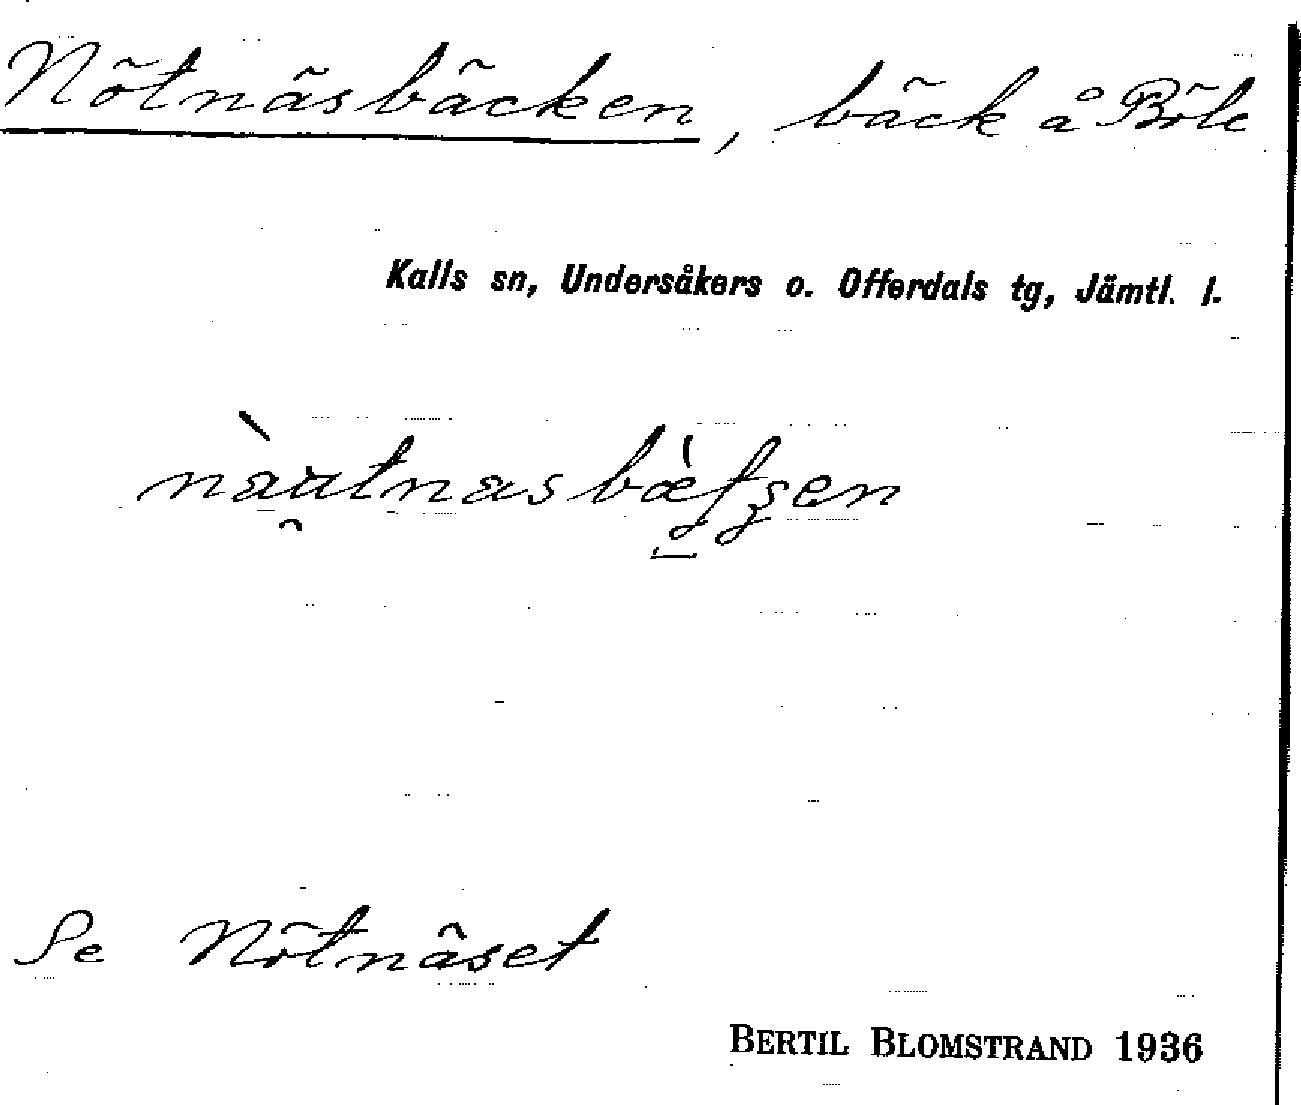 Nötnäsbäcken, bäck å Böle
Kalls sn, Undersåkers o. Offerdals tg, Jämtl. l.
Se Nötnäset
BERTIL BLOMSTRAND 1936